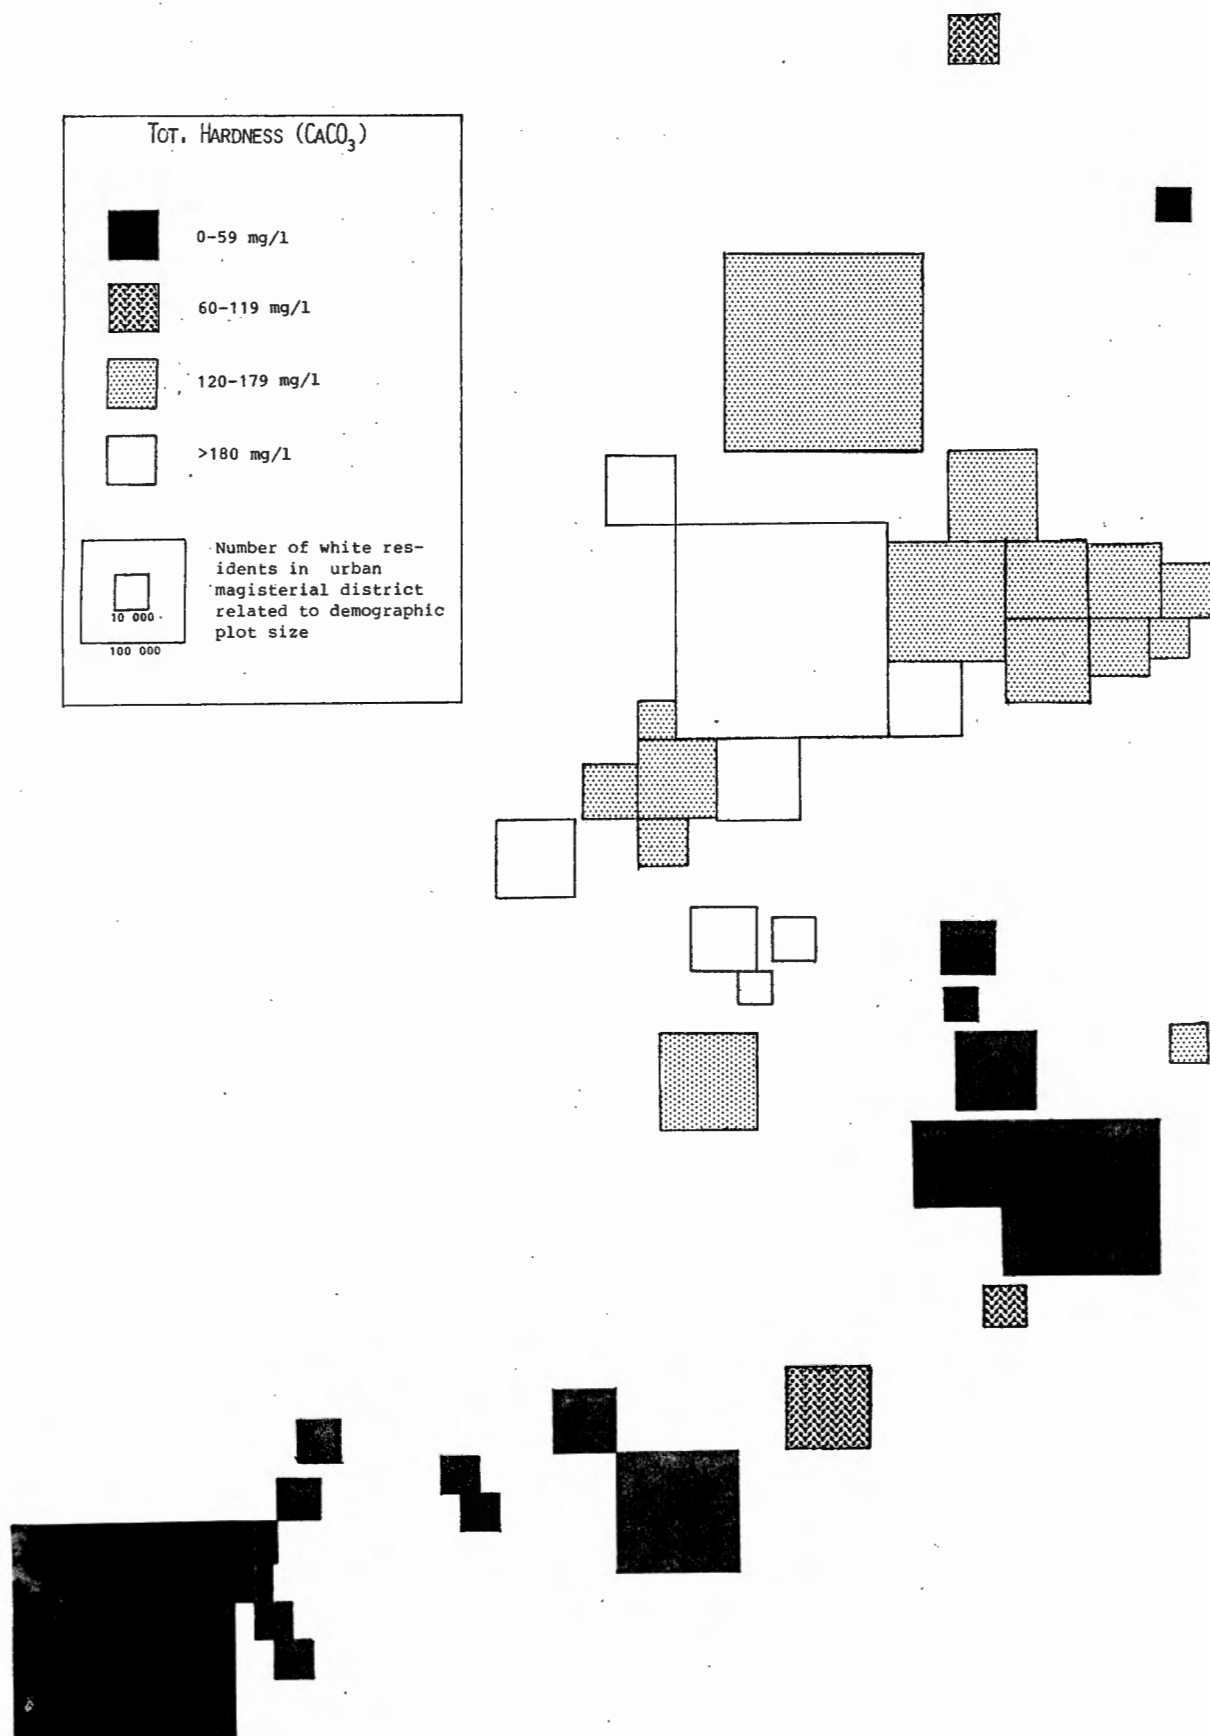 TOT. HARDNESS (CACO3)
0-59 mg/l
60-119 mg/l
120-179 mg/l
>180 mg/l
Number of white res-
idents in urban
magisterial district
related to demographic
plot size
10 000
100 000